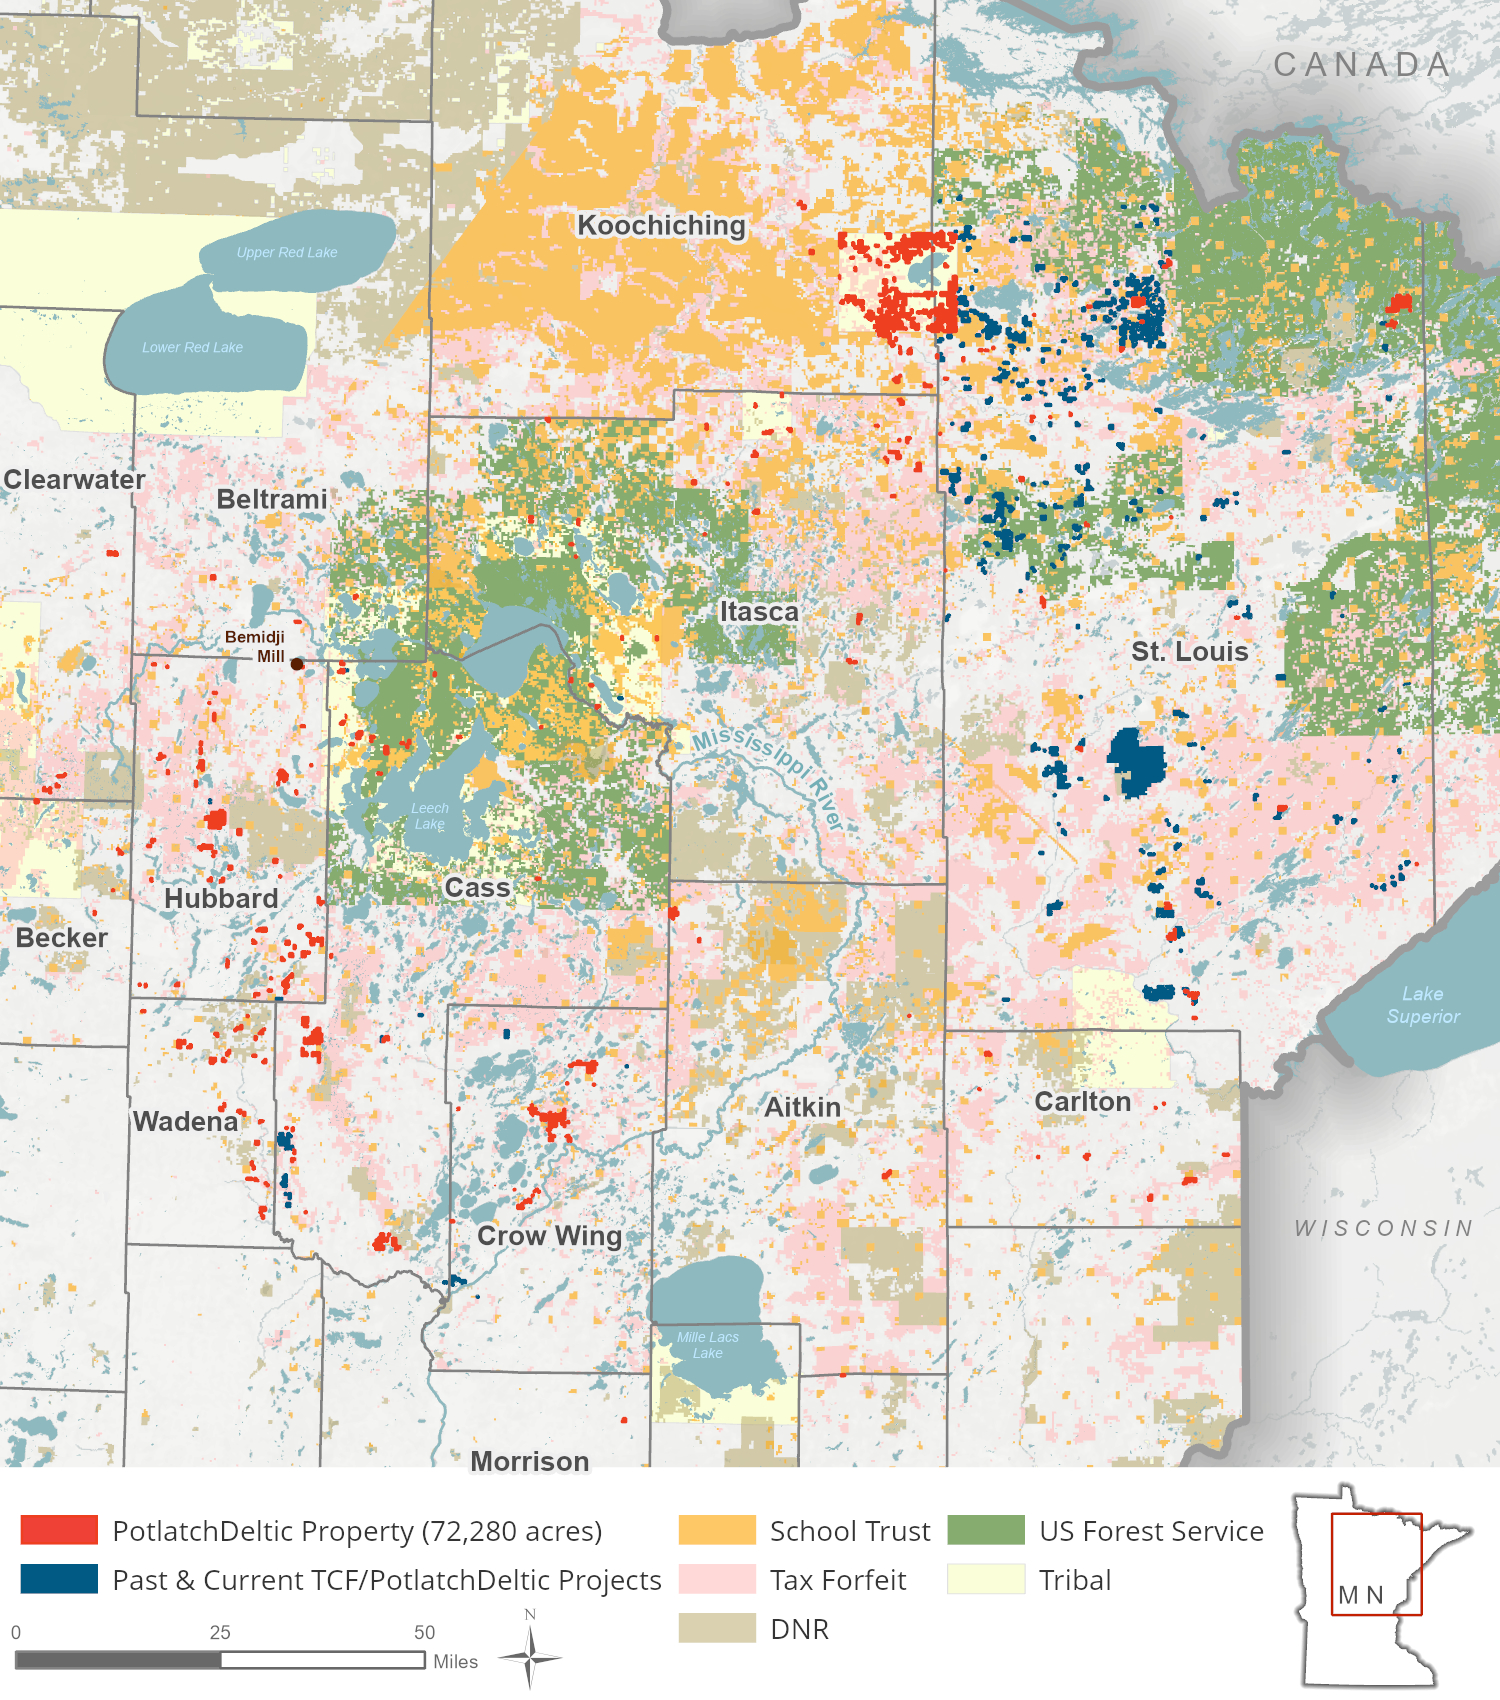 CANADA
Koochiching
Upper Red Lake
Lower Red Lake
Clearwater
Beltrami
Itasca
Bemidji
Mill
St. Louis
Mississippi River
Leech
Lake
Cass
Hubbard
Becker
Lake
Superior
Wadena
Aitkin
Carlton
Crow Wing
WISCONSIN
Mille Lacs
Lake
Morrison
PotlatchDeltic Property (72,280 acres)
School Trust
US Forest Service
Past & Current TCF/PotlatchDeltic Projects
Tax Forfeit
Tribal
DNR
MN
N
0 25 50
Miles